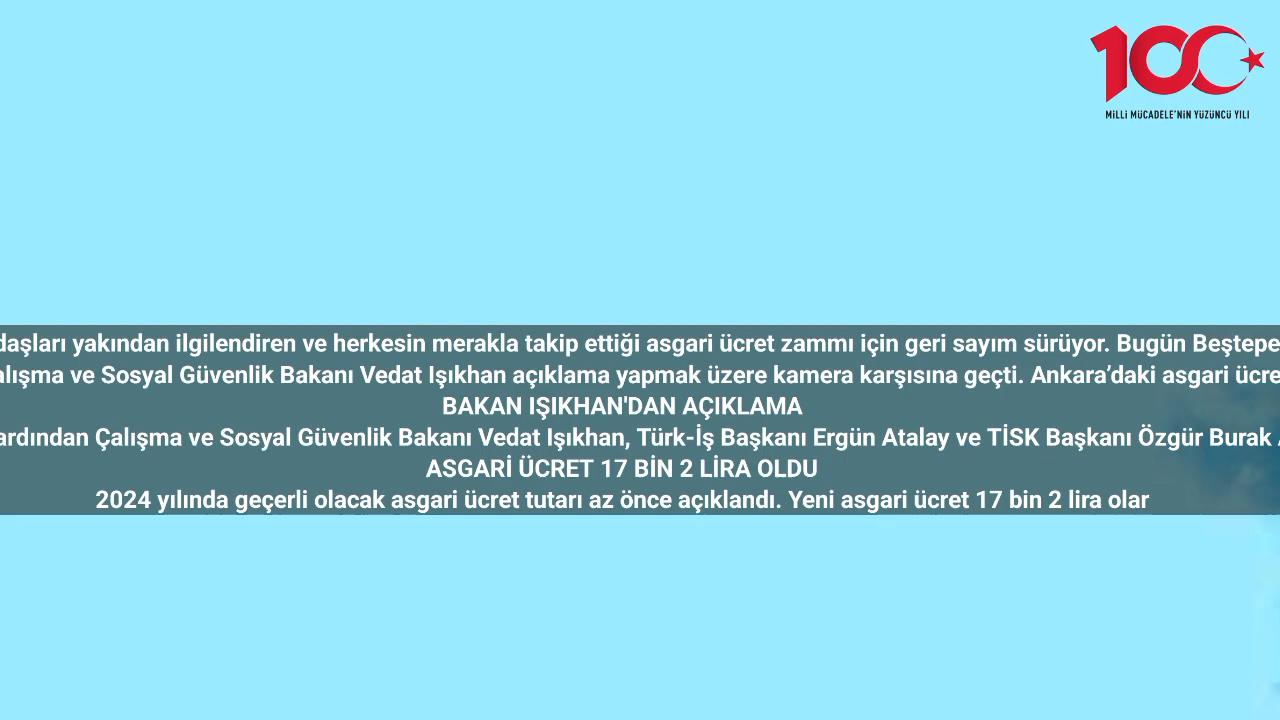 100
MİLLİ MÜCADELE'NİN YÜZÜNCÜ YILI
daşları yakından ilgilendiren ve herkesin merakla takip ettiği asgari ücret zammı için geri sayım sürüyor. Bugün Beştepe
alışma ve Sosyal Güvenlik Bakanı Vedat Işıkhan açıklama yapmak üzere kamera karşısına geçti. Ankara’daki asgari ücre
BAKAN IŞIKHAN'DAN AÇIKLAMA
ardından Çalışma ve Sosyal Güvenlik Bakanı Vedat Işıkhan, Türk-İş Başkanı Ergün Atalay ve TİSK Başkanı Özgür Burak
ASGARİ ÜCRET 17 BİN 2 LİRA OLDU
2024 yılında geçerli olacak asgari ücret tutarı az önce açıklandı. Yeni asgari ücret 17 bin 2 lira olar